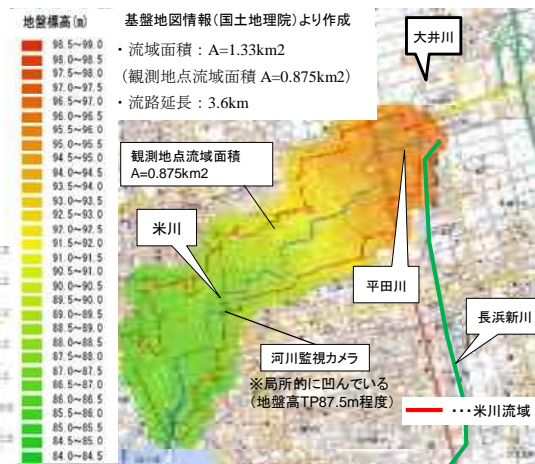 地盤標高(m)
98.5~99.0
98.0~98.5
97.5~98.0
97.0~97.5
96.5~97.0
96.0~96.5
95.5~96.0
95.0~95.5
94.5~95.0
94.0~94.5
93.5~94.0
93.0~93.5
92.5~93.0
92.0~92.5
91.5~92.0
91.0~91.5
90.5~91.0
90.0~90.5
89.5~90.0
89.0~89.5
88.5~89.0
88.0~88.5
87.5~88.0
87.0~87.5
86.5~87.0
86.0~86.5
85.5~86.0
85.0~85.5
84.5~85.0
84.0~84.5
基盤地図情報(国土地理院)より作成
・流域面積:A=1.33km2
(観測地点流域面積 A=0.875km2)
・流路延長:3.6km
大井川
観測地点流域面積
A=0.875km2
米川
平田川
長浜新川
河川監視カメラ
※局所的に凹んでいる
(地盤高TP87.5m程度)
・・・米川流域